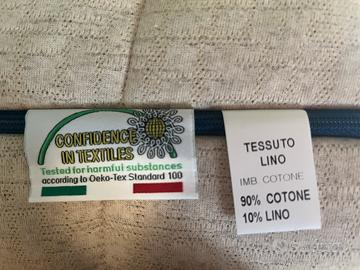 CONFIDENCE
IN TEXTILES
Tested for harmful substances
according to Oeko-Tex Standard 100
TESSUTO
LINO
IMB COTONE
90% COTONE
10% LINO